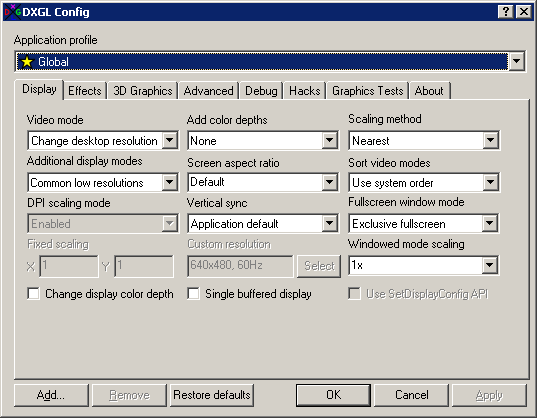 DXGL Config
Application profile
Global
Display Effects 3D Graphics Advanced Debug Hacks Graphics Tests About
Video mode Add color depths Scaling method
Change desktop resolution None Nearest
Additional display modes Screen aspect ratio Sort video modes
Common low resolutions Default Use system order
DPI scaling mode Vertical sync Fullscreen window mode
Enabled Application default Exclusive fullscreen
Fixed scaling Custom resolution Windowed mode scaling
X 1 Y 1 640x480, 60Hz Select 1x
Change display color depth Single buffered display Use SetDisplayConfig API
Add... Remove Restore defaults OK Cancel Apply